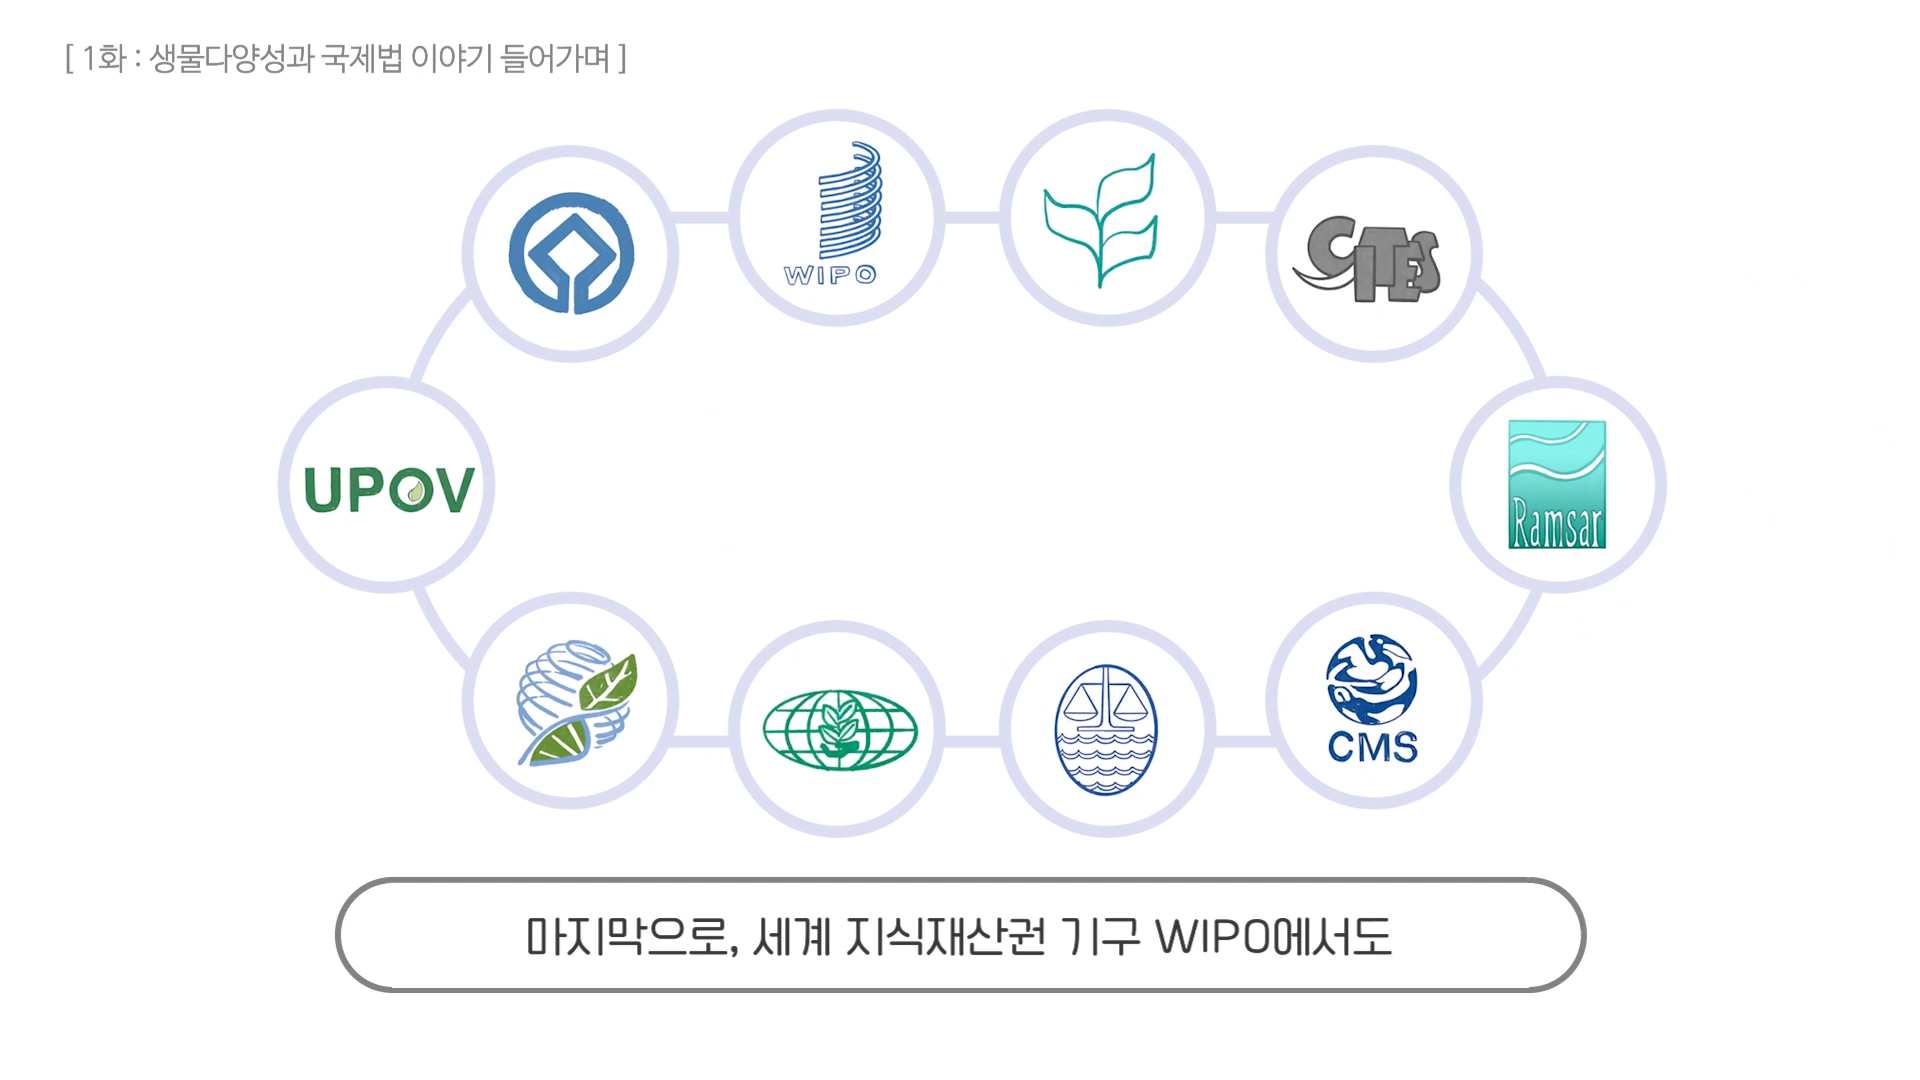 [ 1화 : 생물다양성과 국제법 이야기 들어가며 ]
WIPO
CITES
UPOV
Ramsar
CMS
마지막으로, 세계 지식재산권 기구 WIPO에서도